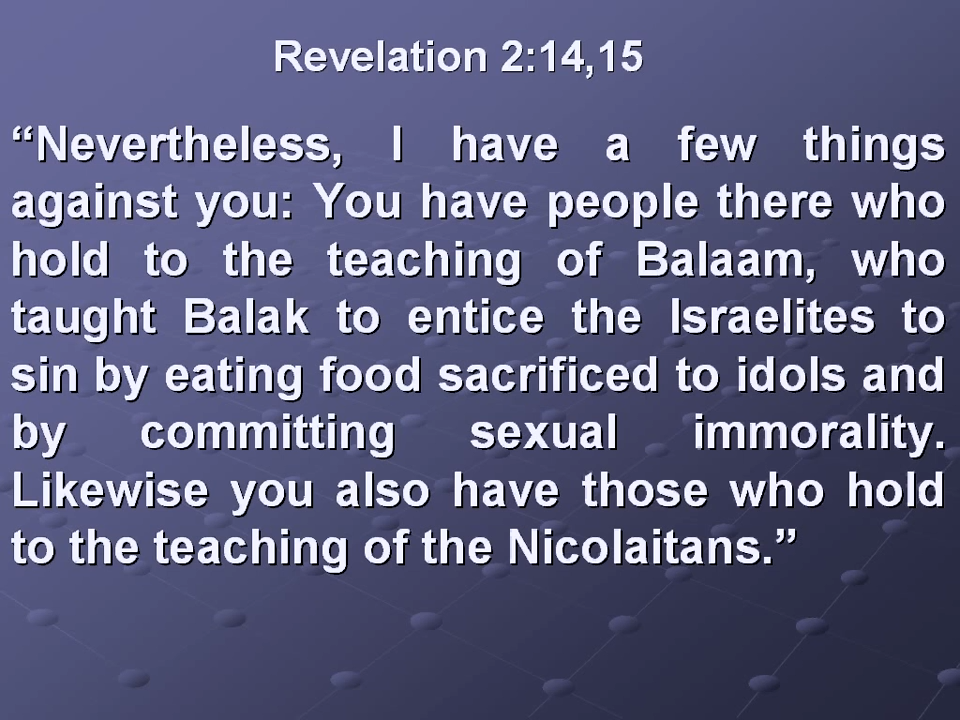 Revelation 2:14,15
“Nevertheless, I have a few things
against you: You have people there who
hold to the teaching of Balaam, who
taught Balak to entice the Israelites to
sin by eating food sacrificed to idols and
by committing sexual immorality.
Likewise you also have those who hold
to the teaching of the Nicolaitans.”